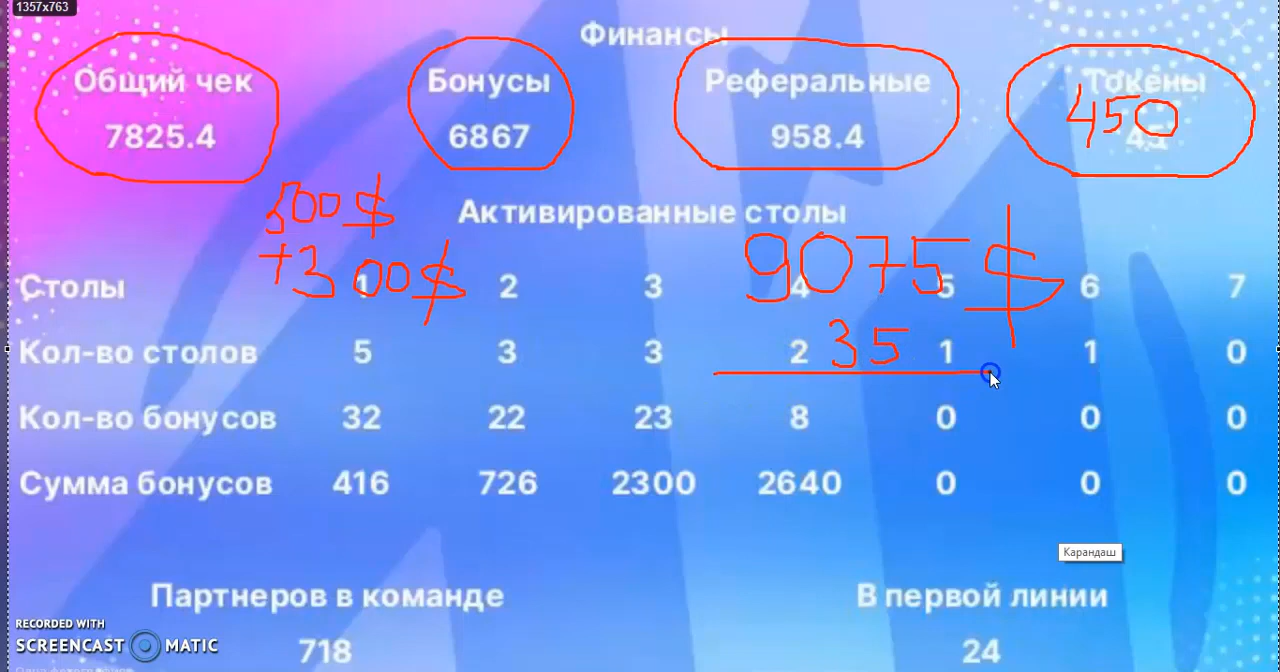 1357x763
Финансы
Общий чек Бонусы Реферальные Токены
7825.4 6867 958.4 450
300$
+300$
Активированные столы
9075$
Столы 1 2 3 4 5 6 7
35
Кол-во столов 5 3 3 2 1 1 0
Кол-во бонусов 32 22 23 8 0 0 0
Сумма бонусов 416 726 2300 2640 0 0 0
Карандаш
Партнеров в команде В первой линии
718 24
RECORDED WITH
SCREENCAST MATIC